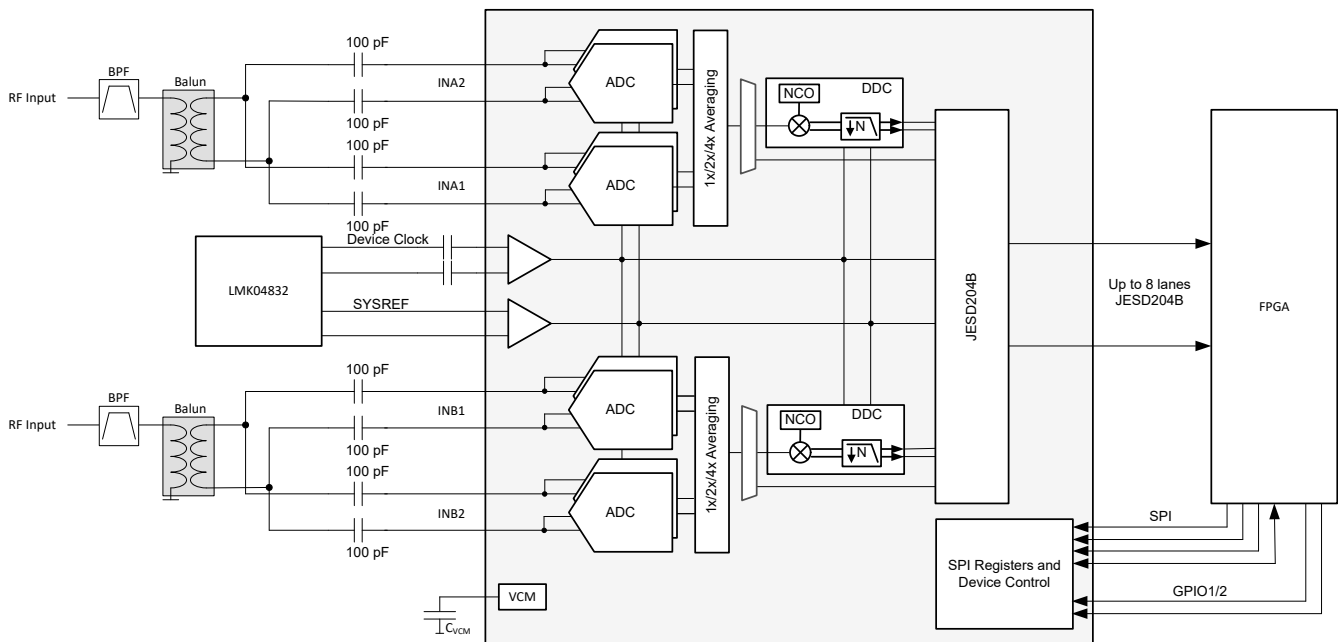 100 pF
BPF
Balun
RF Input
INA2
100 pF
100 pF
INA1
100 pF
ADC
ADC
1x/2x/4x Averaging
NCO
DDC
N
Device Clock
LMK04832
SYSREF
JESD204B
Up to 8 lanes
JESD204B
FPGA
100 pF
BPF
Balun
RF Input
INB1
100 pF
100 pF
INB2
100 pF
ADC
ADC
1x/2x/4x Averaging
NCO
DDC
N
SPI
SPI Registers and
Device Control
GPIO1/2
VCM
CVCM